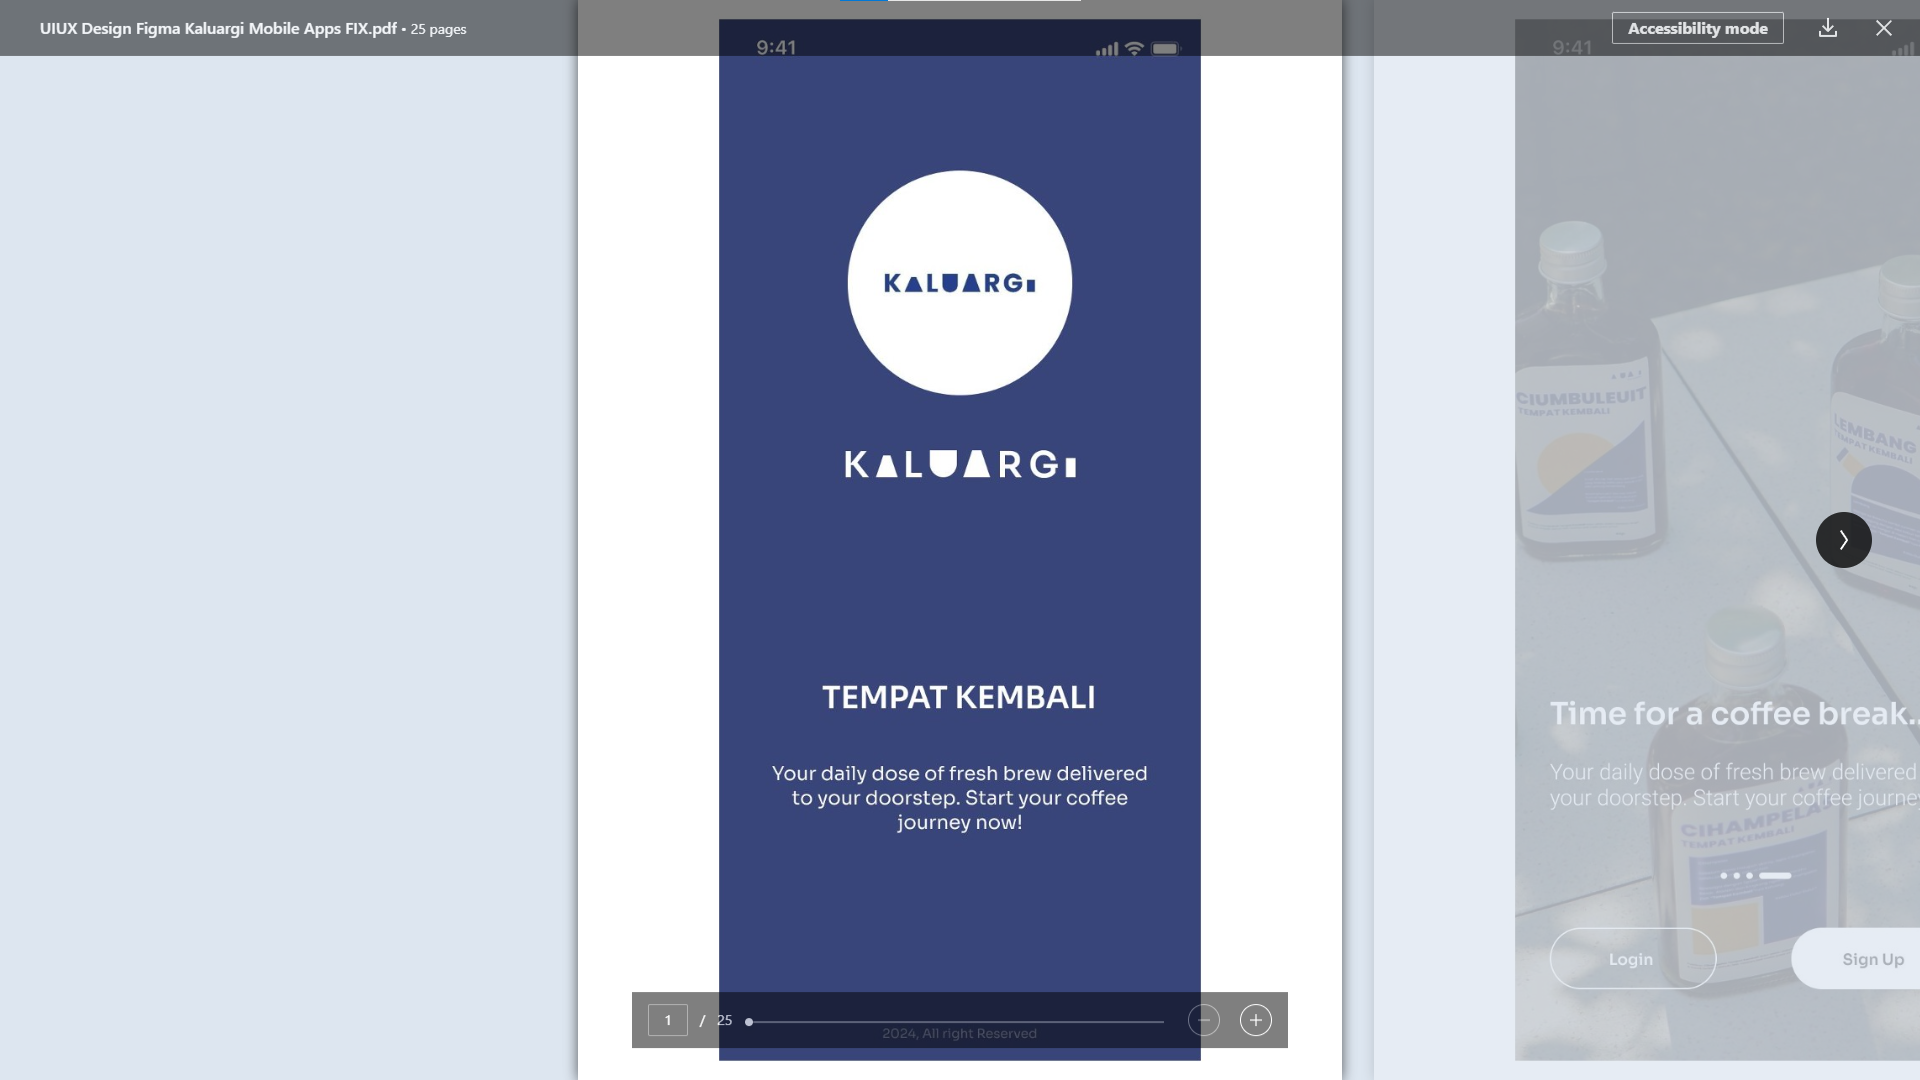 UIUX Design Figma Kaluargi Mobile Apps FIX.pdf • 25 pages
Accessibility mode
9:41
KALUARGI
KALUARGI
TEMPAT KEMBALI
Your daily dose of fresh brew delivered
to your doorstep. Start your coffee
journey now!
2024, All right Reserved
1 / 25
9:41
CIUMBULEUIT
TEMPAT KEMBALI
LEMBANG
TEMPAT KEMBALI
Time for a coffee break..
Your daily dose of fresh brew delivered
your doorstep. Start your coffee journey
CIHAMPELA
TEMPAT KEMBALI
Login
Sign Up